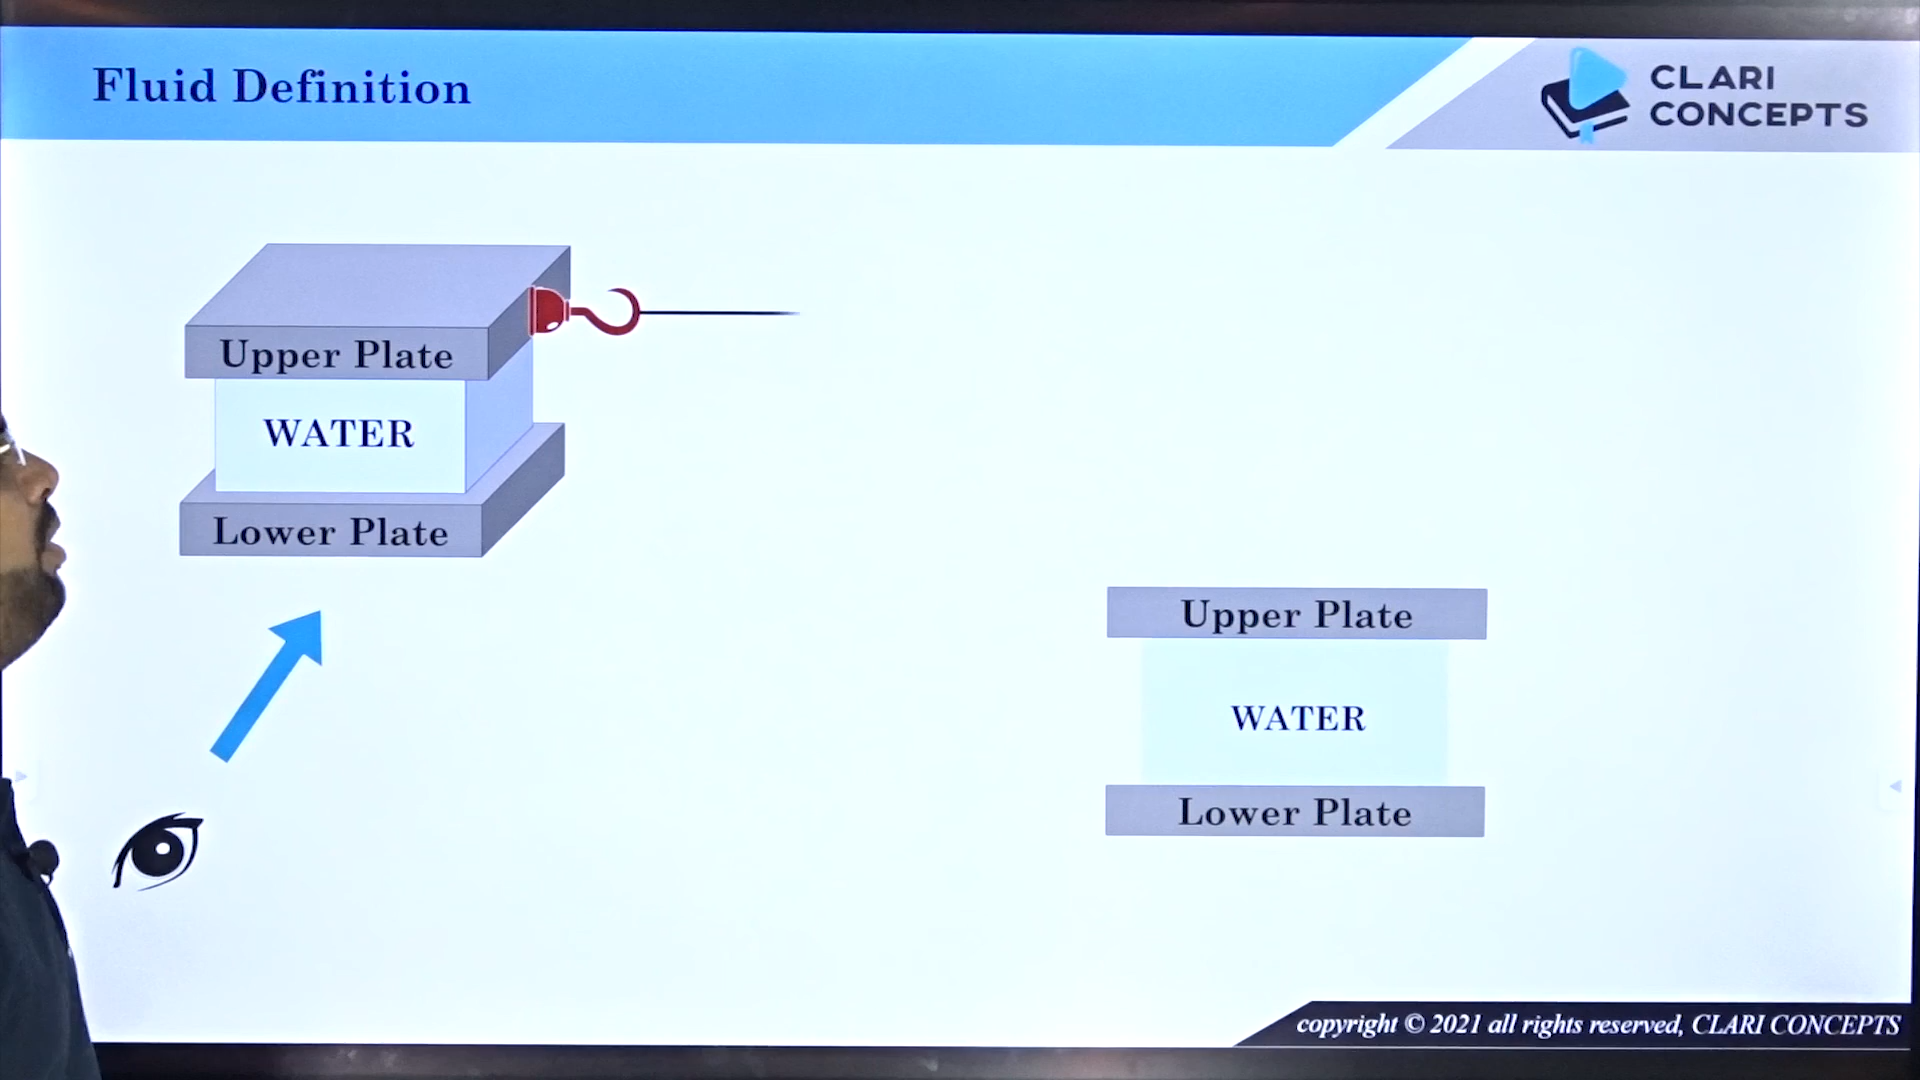 Fluid Definition
CLARI
CONCEPTS
Upper Plate
WATER
Lower Plate
Upper Plate
WATER
Lower Plate
copyright © 2021 all rights reserved, CLARI CONCEPTS